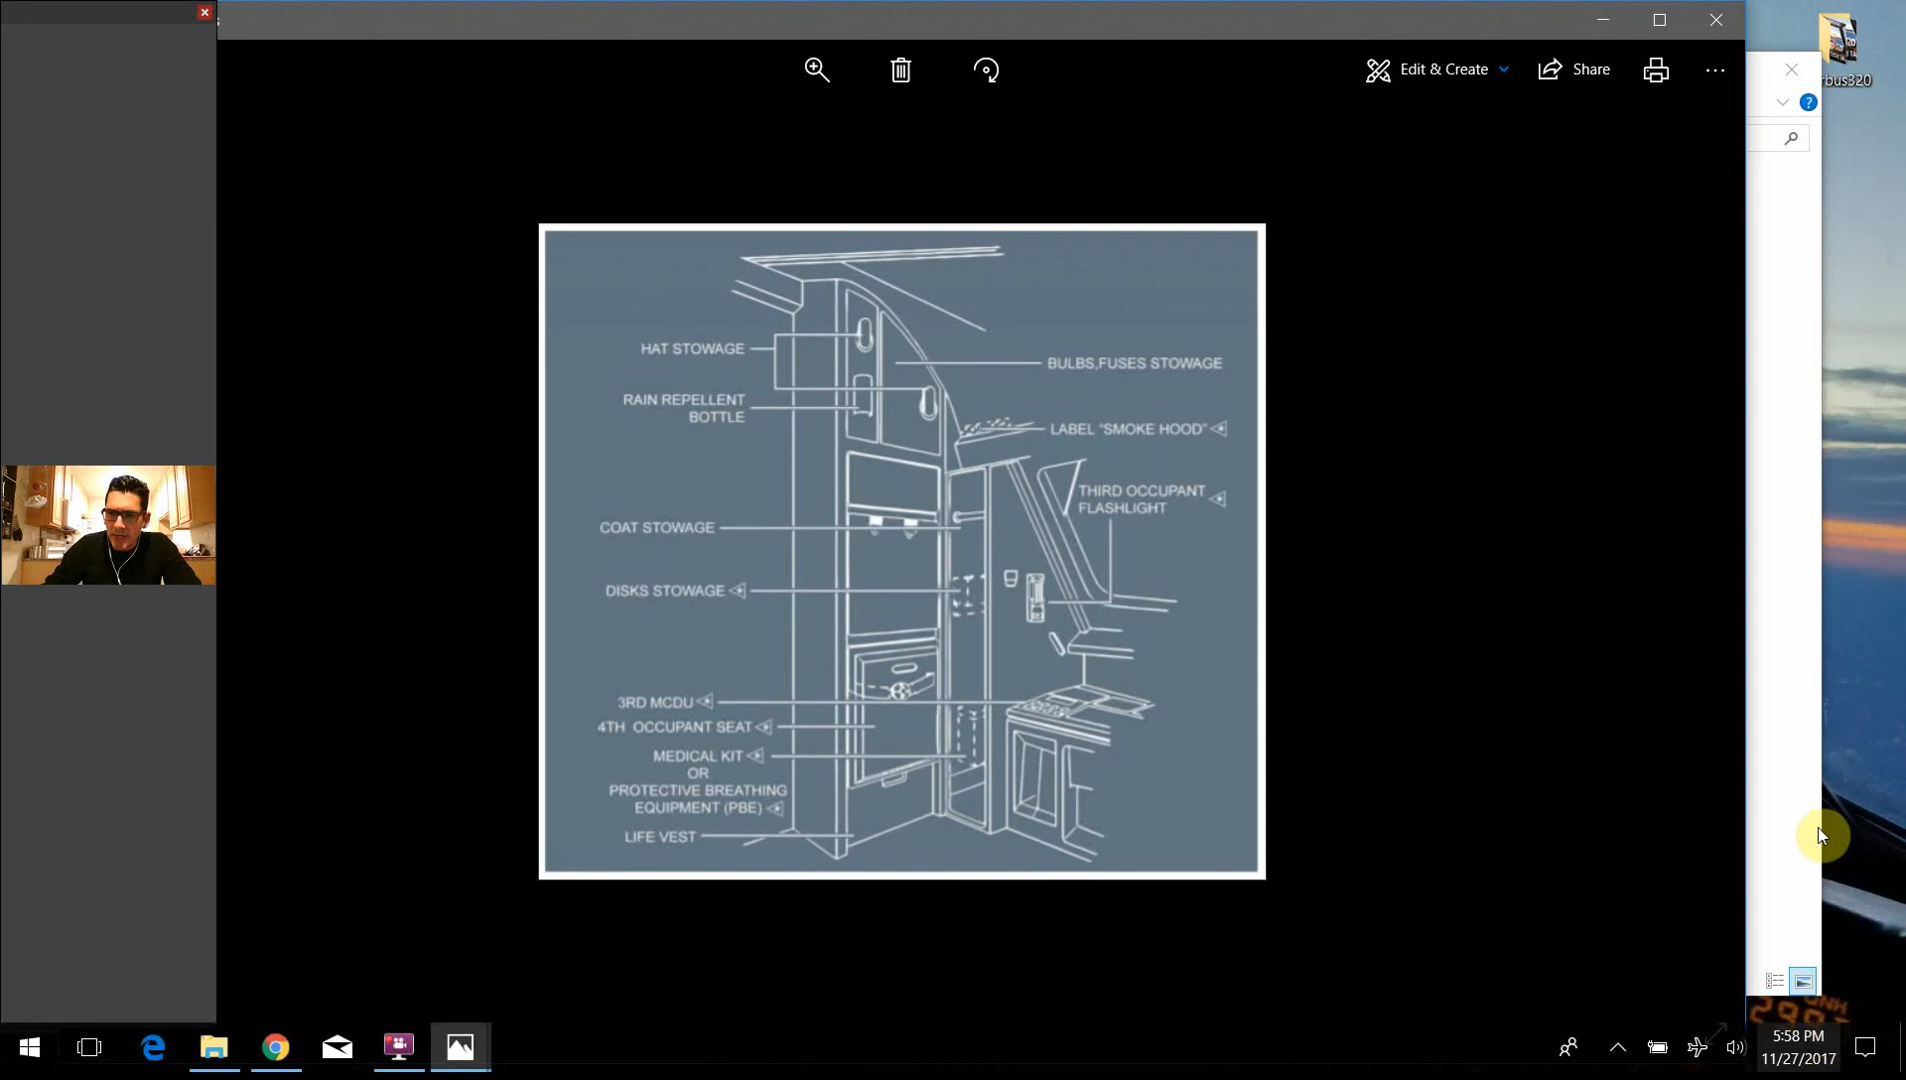 s
Edit & Create
Share
rbus320
HAT STOWAGE
BULBS,FUSES STOWAGE
RAIN REPELLENT
BOTTLE
LABEL “SMOKE HOOD”
THIRD OCCUPANT
FLASHLIGHT
COAT STOWAGE
DISKS STOWAGE
3RD MCDU
4TH OCCUPANT SEAT
MEDICAL KIT
OR
PROTECTIVE BREATHING
EQUIPMENT (PBE)
LIFE VEST
QNH
5:58 PM
11/27/2017